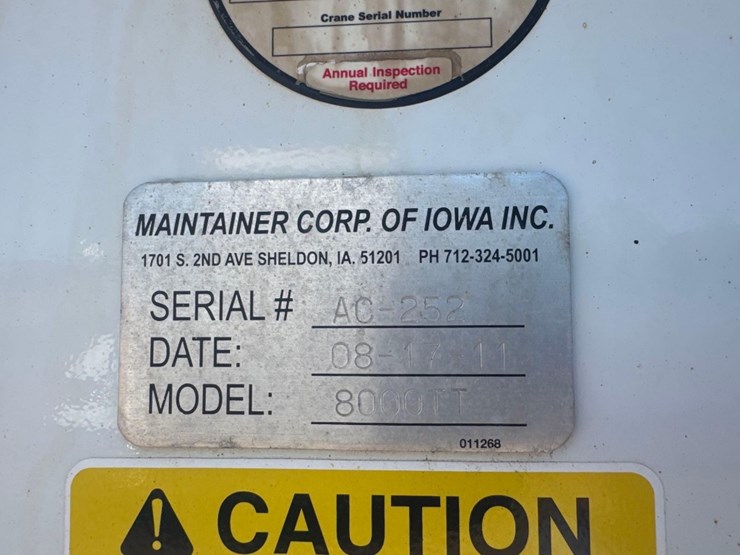 Crane Serial Number
Annual Inspection
Required
MAINTAINER CORP. OF IOWA INC.
1701 S. 2ND AVE SHELDON, IA. 51201 PH 712-324-5001
SERIAL # AC-252
DATE: 08-17-11
MODEL: 8000TT
011268
CAUTION